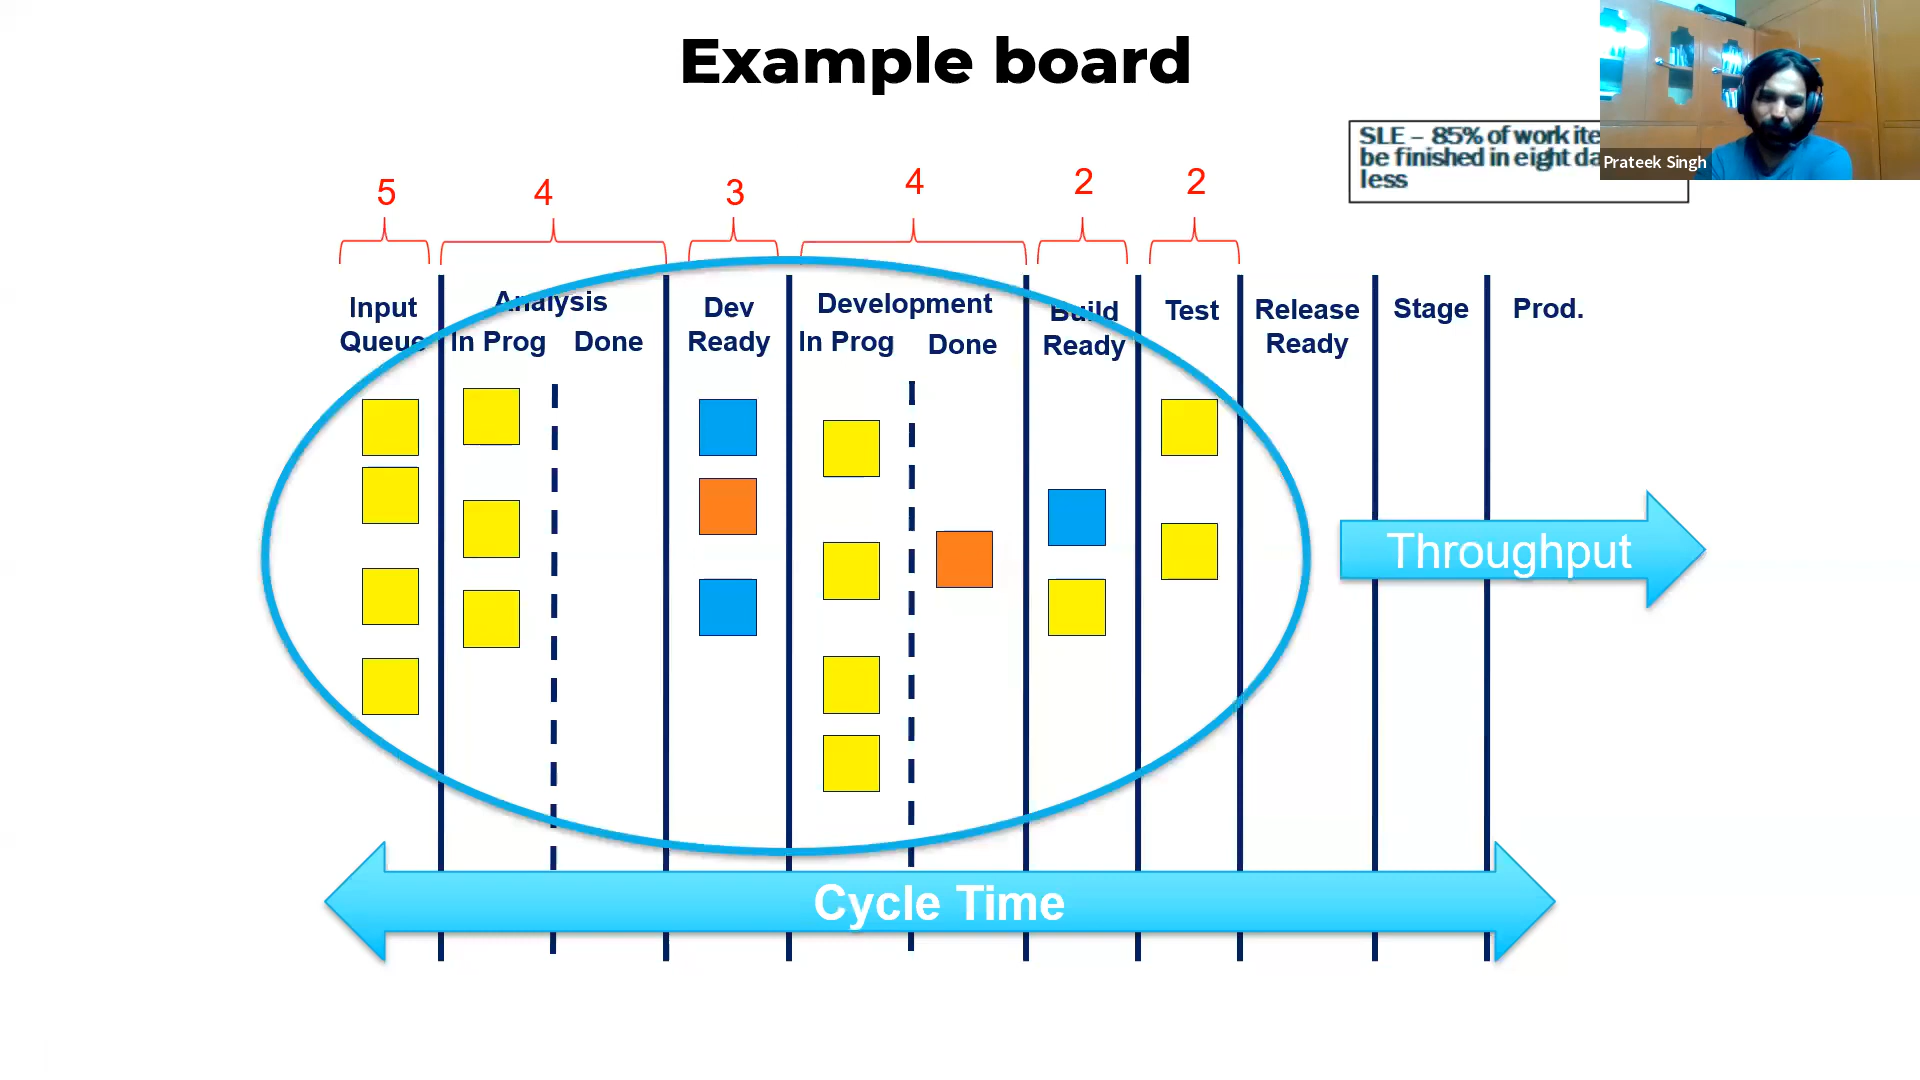 Example board
SLE – 85% of work ite
be finished in eight da
less
Prateek Singh
5
4
3
4
2
2
Input
Queue
Analysis
In Prog
Done
Dev
Ready
Development
In Prog
Done
Build
Ready
Test
Release
Ready
Stage
Prod.
Throughput
Cycle Time